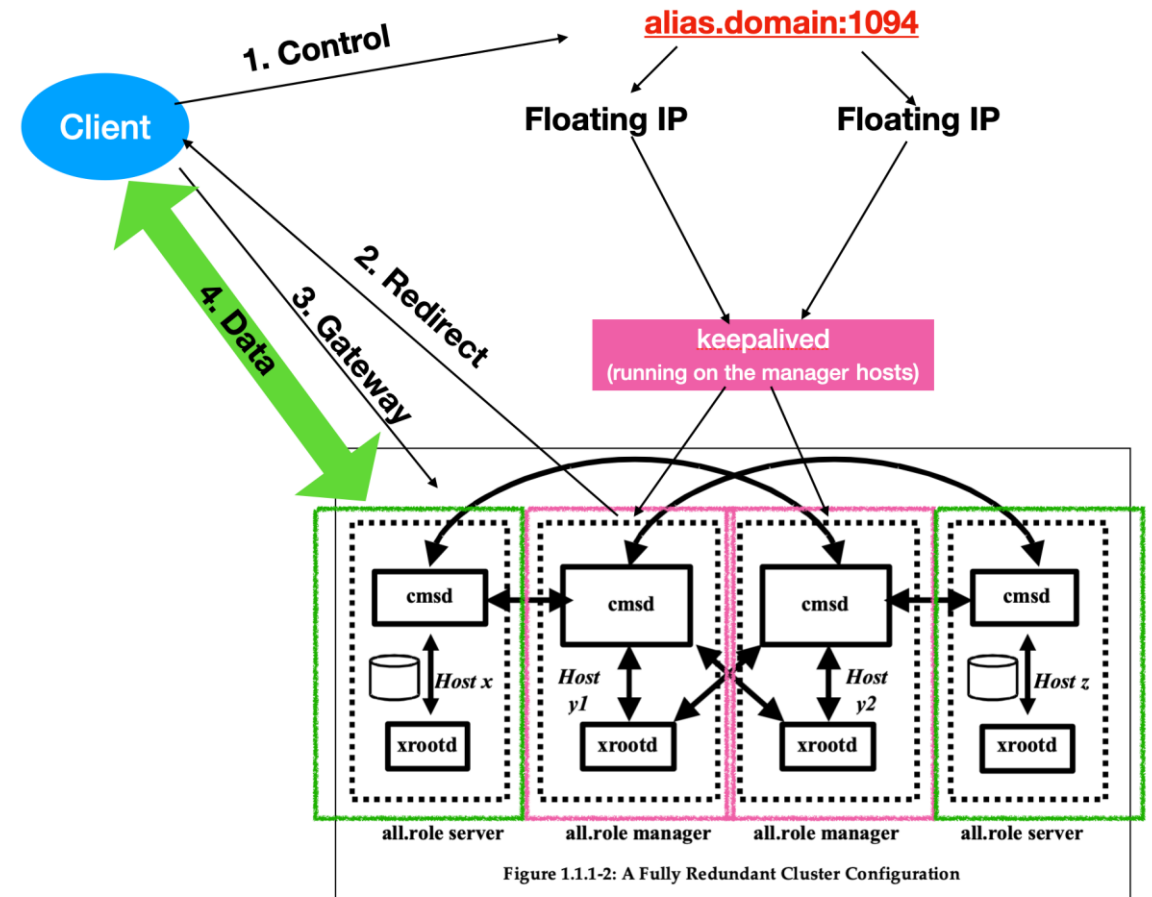 alias.domain:1094
1. Control
Client
Floating IP
Floating IP
2. Redirect
3. Gateway
4. Data
keepalived
(running on the manager hosts)
cmsd
cmsd
cmsd
cmsd
Host x
Host
y1
Host
y2
Host z
xrootd
xrootd
xrootd
xrootd
all.role server
all.role manager
all.role manager
all.role server
Figure 1.1.1-2: A Fully Redundant Cluster Configuration